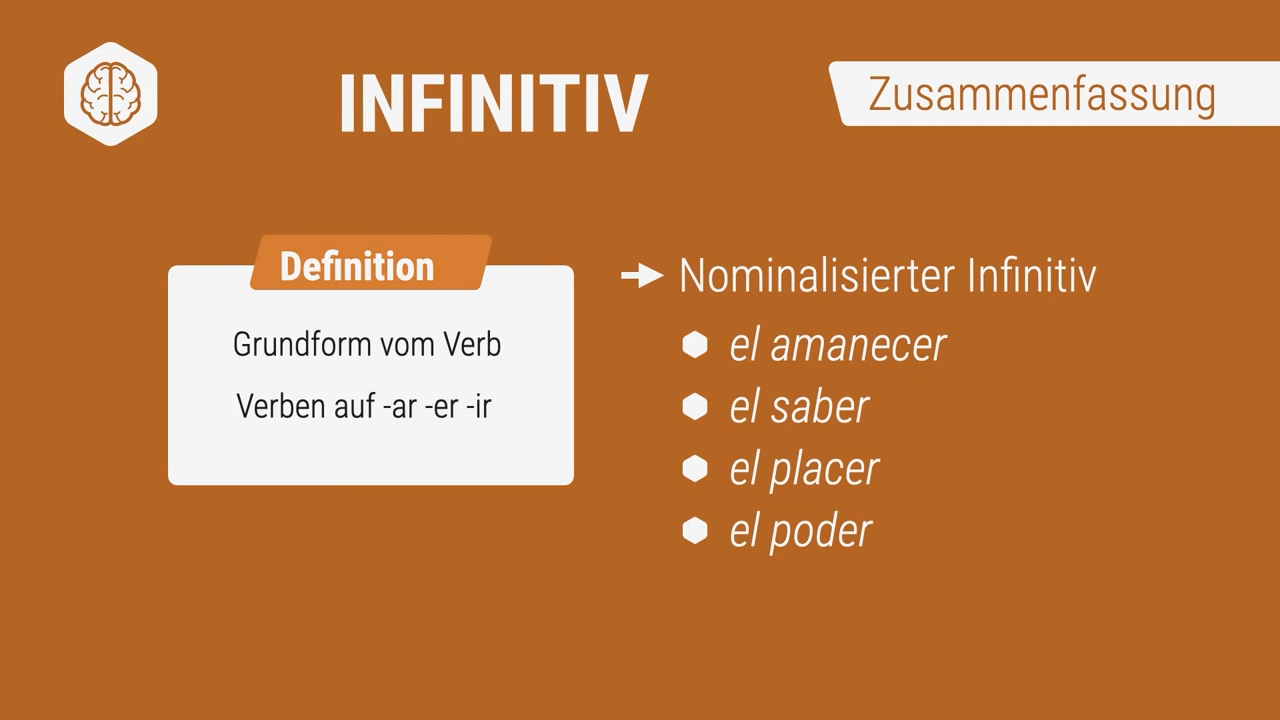 INFINITIV
Zusammenfassung
Definition
Grundform vom Verb
Verben auf -ar -er -ir
Nominalisierter Infinitiv
el amanecer
el saber
el placer
el poder